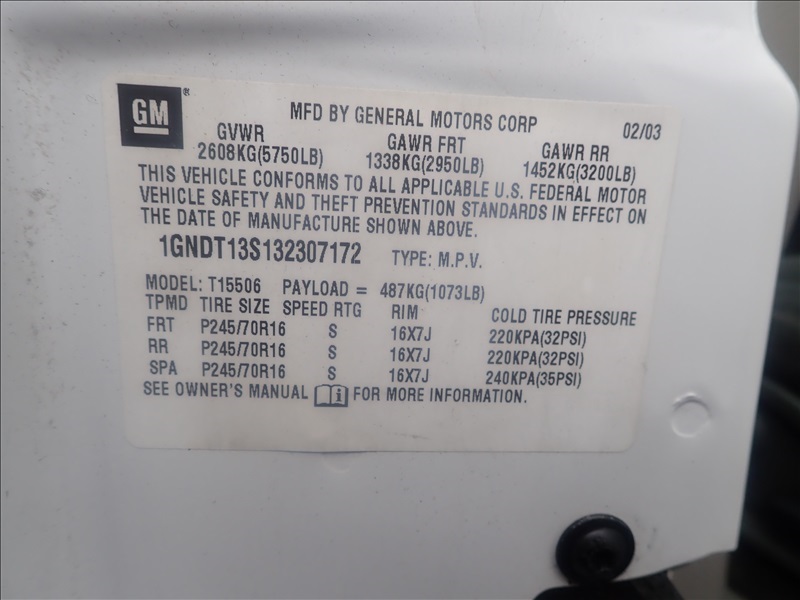 GM ® MFD BY GENERAL MOTORS CORP 02/03
GVWR GAWR FRT GAWR RR
2608KG(5750LB) 1338KG(2950LB) 1452KG(3200LB)
THIS VEHICLE CONFORMS TO ALL APPLICABLE U.S. FEDERAL MOTOR
VEHICLE SAFETY AND THEFT PREVENTION STANDARDS IN EFFECT ON
THE DATE OF MANUFACTURE SHOWN ABOVE.
1GNDT13S132307172 TYPE: M.P.V.
MODEL: T15506 PAYLOAD = 487KG(1073LB)
TPMD TIRE SIZE SPEED RTG RIM COLD TIRE PRESSURE
FRT P245/70R16 S 16X7J 220KPA(32PSI)
RR P245/70R16 S 16X7J 220KPA(32PSI)
SPA P245/70R16 S 16X7J 240KPA(35PSI)
SEE OWNER'S MANUAL i FOR MORE INFORMATION.